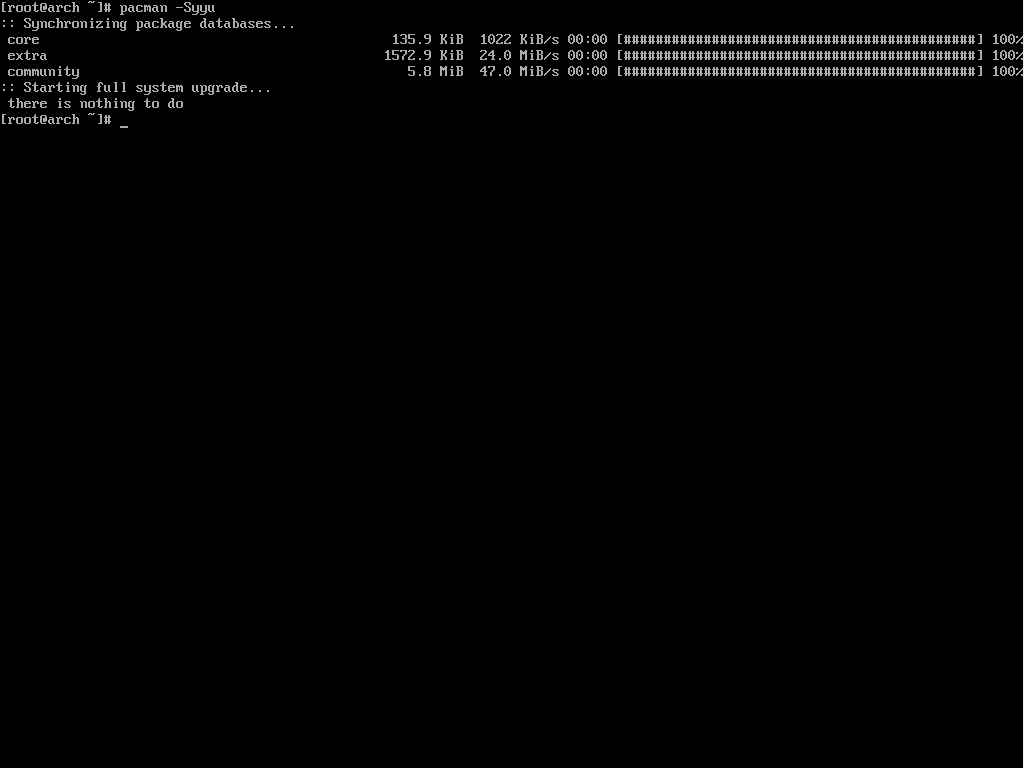 [root@arch ~]# pacman -Syyu
:: Synchronizing package databases...
core 135.9 KiB 1022 KiB/s 00:00 [############################################] 100%
extra 1572.9 KiB 24.0 MiB/s 00:00 [############################################] 100%
community 5.8 MiB 47.0 MiB/s 00:00 [############################################] 100%
:: Starting full system upgrade...
there is nothing to do
[root@arch ~]# _